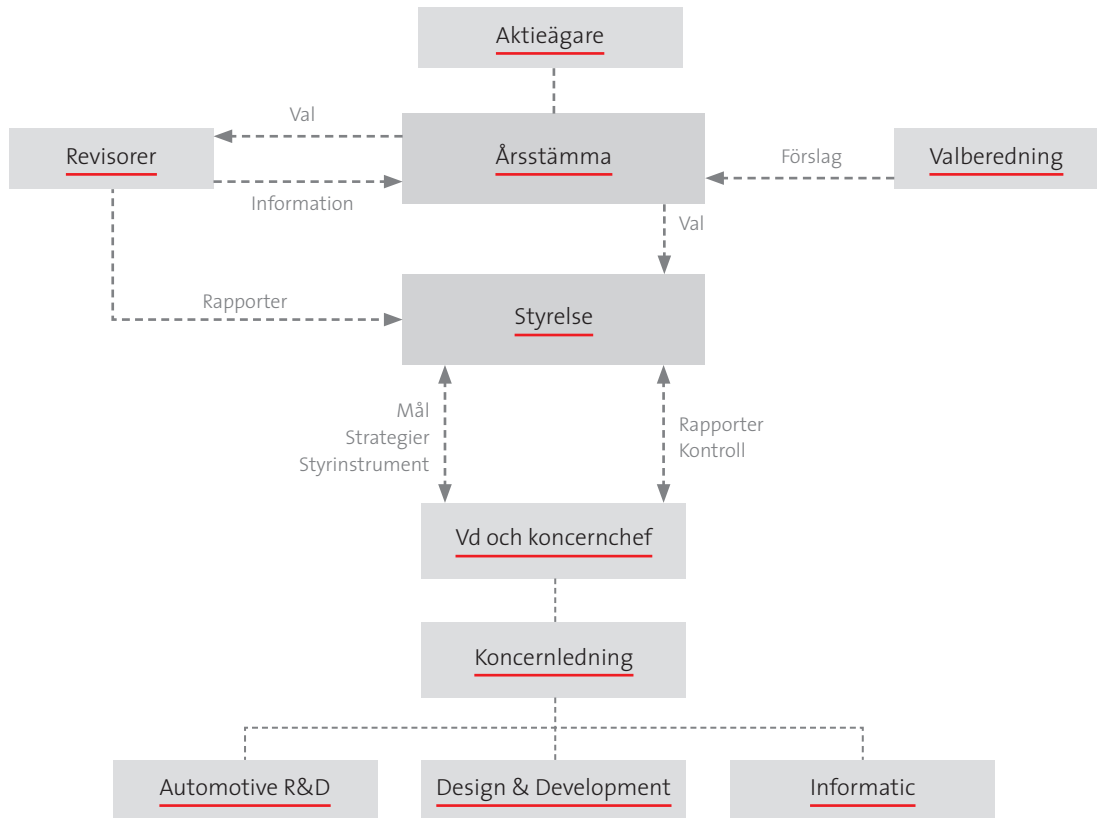 Aktieägare
Val
Revisorer
Årsstämma
Förslag
Valberedning
Information
Val
Rapporter
Styrelse
Mål
Strategier
Styrinstrument
Rapporter
Kontroll
Vd och koncernchef
Koncernledning
Automotive R&D
Design & Development
Informatic